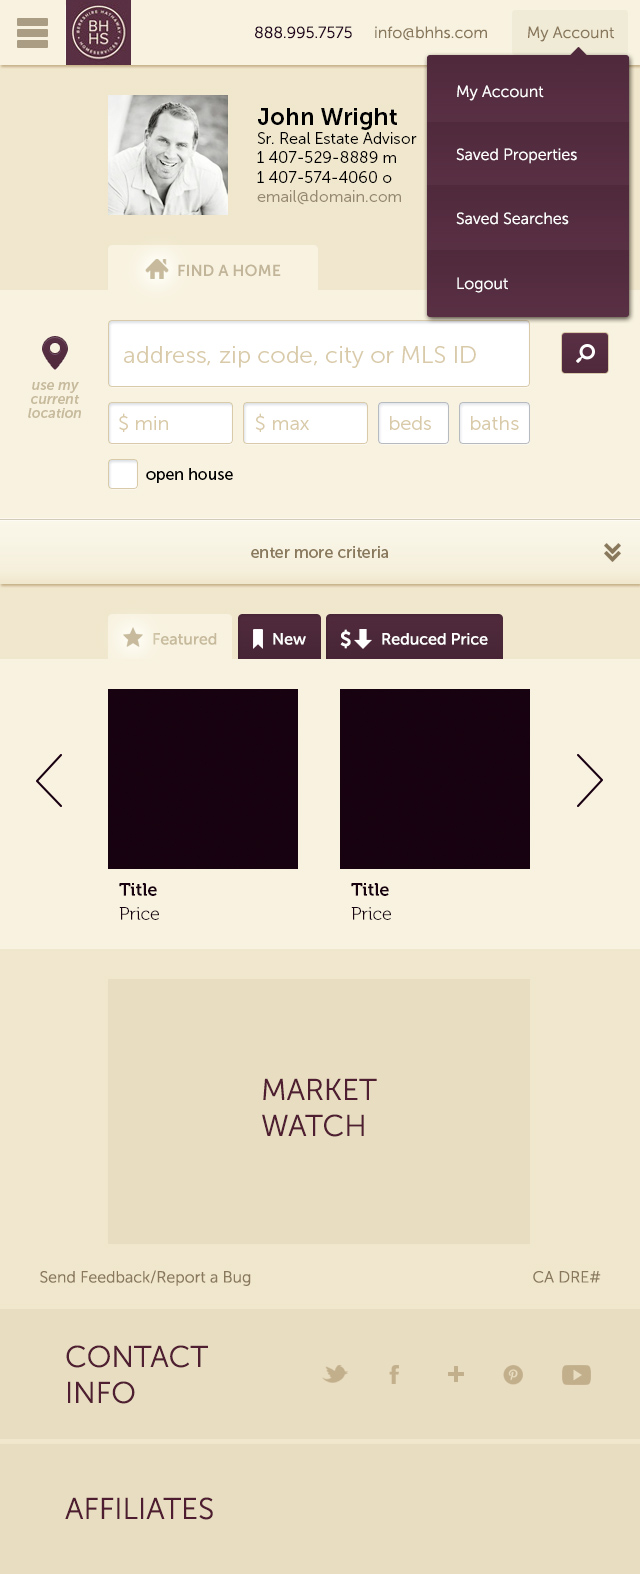 BERKSHIRE HATHAWAY
BH
HS
HOMESERVICES
888.995.7575
info@bhhs.com
My Account
My Account
Saved Properties
Saved Searches
Logout
John Wright
Sr. Real Estate Advisor
1 407-529-8889 m
1 407-574-4060 o
email@domain.com
FIND A HOME
use my
current
location
address, zip code, city or MLS ID
$ min
$ max
beds
baths
open house
enter more criteria
Featured
New
$ Reduced Price
Title
Price
Title
Price
MARKET
WATCH
Send Feedback/Report a Bug
CA DRE#
CONTACT
INFO
AFFILIATES